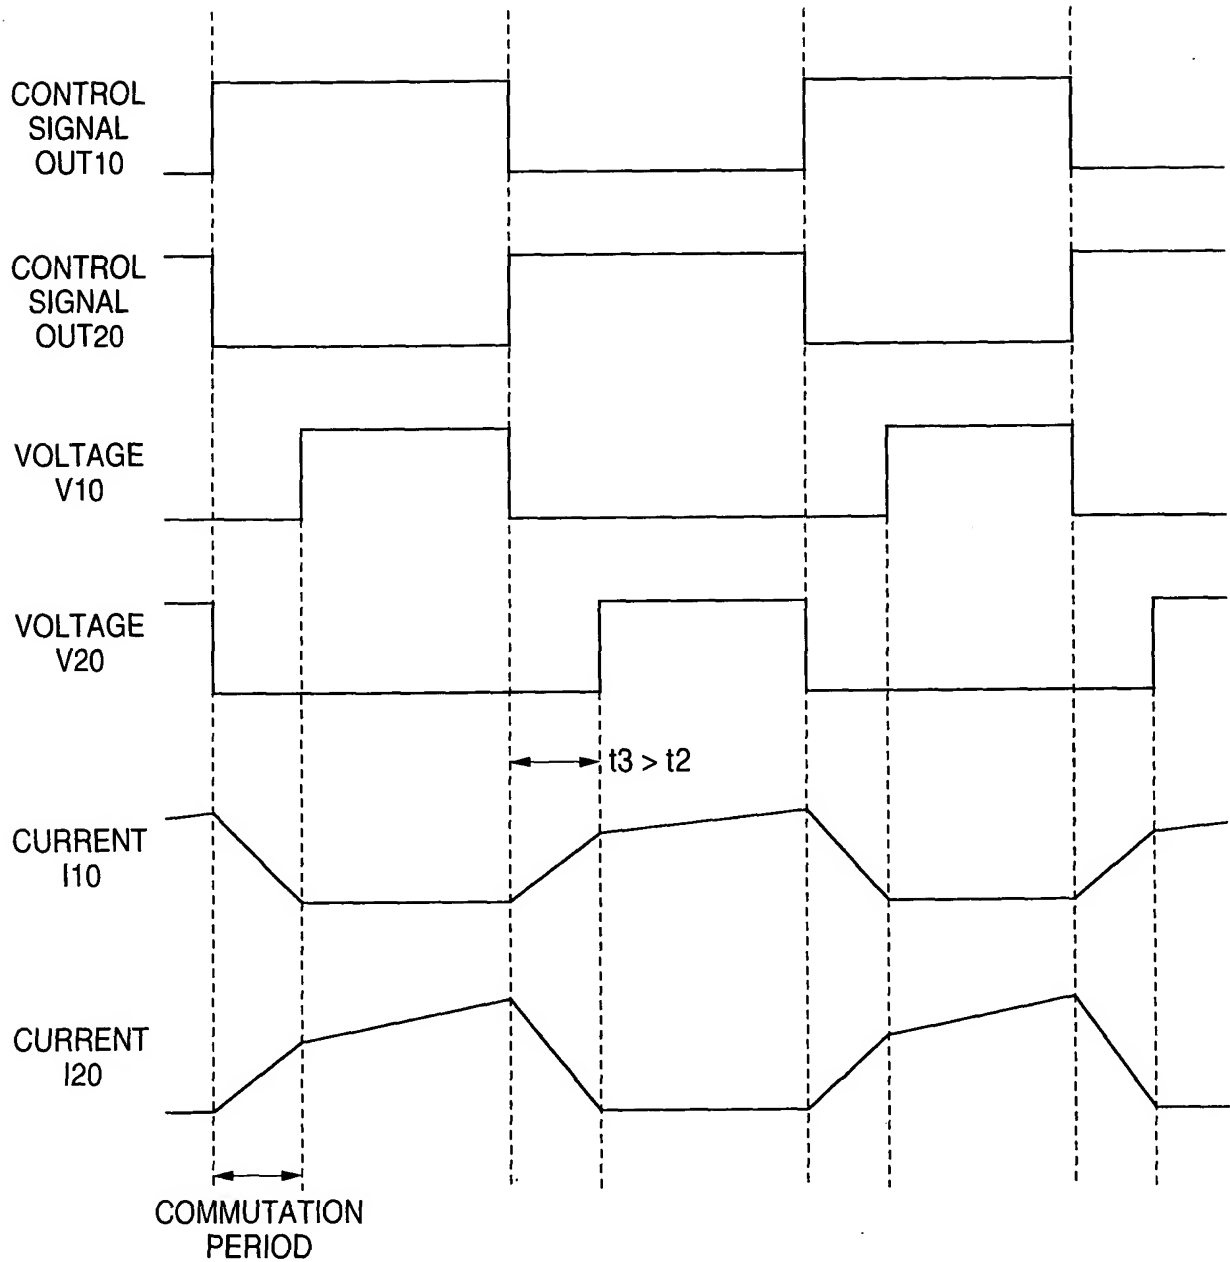 CONTROL
SIGNAL
OUT10
CONTROL
SIGNAL
OUT20
VOLTAGE
V10
VOLTAGE
V20
t3 > t2
CURRENT
I10
CURRENT
I20
COMMUTATION
PERIOD